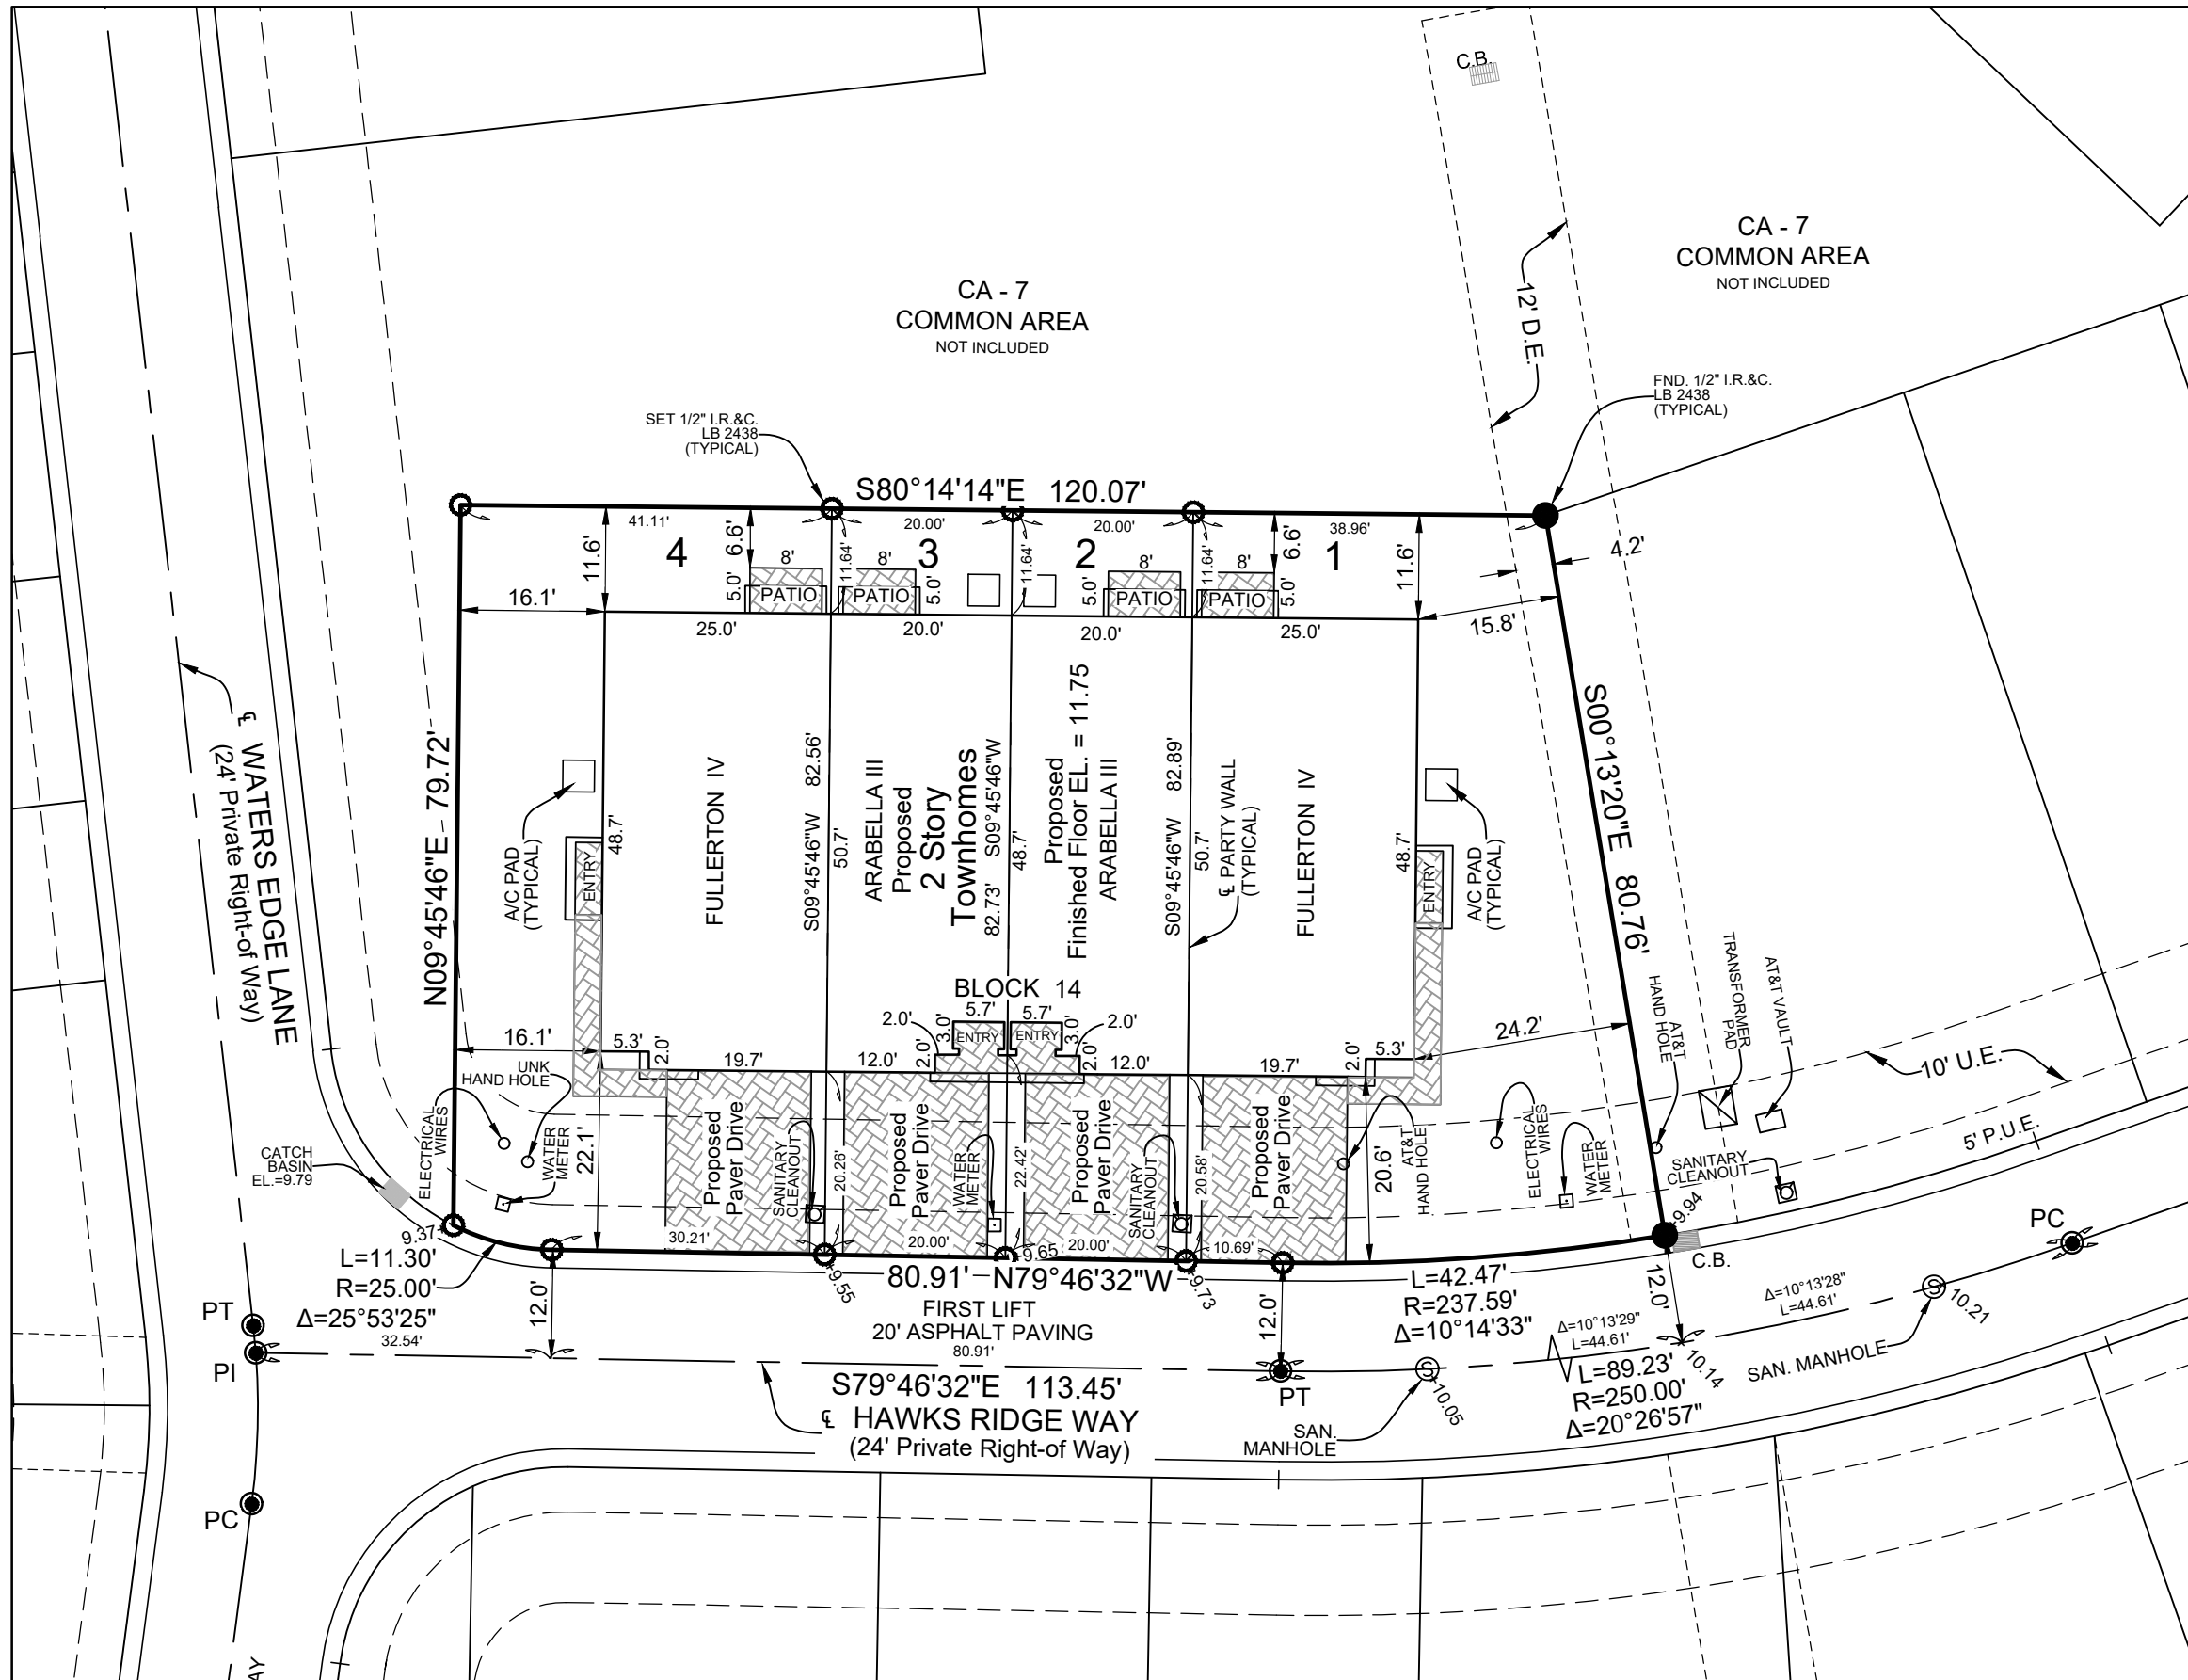 C.B.
CA - 7
COMMON AREA
NOT INCLUDED
CA - 7
COMMON AREA
NOT INCLUDED
12' D.E.
FND. 1/2" I.R.&C.
LB 2438
(TYPICAL)
SET 1/2" I.R.&C.
LB 2438
(TYPICAL)
S80°14'14"E 120.07'
41.11'
20.00'
20.00'
38.96'
4
3
2
1
11.6'
6.6'
11.64'
11.64'
11.64'
6.6'
11.6'
4.2'
8'
8'
8'
8'
5.0'
PATIO
PATIO
5.0'
5.0'
PATIO
PATIO
5.0'
16.1'
15.8'
25.0'
20.0'
20.0'
25.0'
℄ WATERS EDGE LANE
(24' Private Right-of Way)
N09°45'46"E 79.72'
S00°13'20"E 80.76'
A/C PAD
(TYPICAL)
ENTRY
48.7'
FULLERTON IV
S09°45'46"W 82.56'
50.7'
ARABELLA III
Proposed
2 Story
Townhomes
82.73' S09°45'46"W
48.7'
Proposed
Finished Floor EL. = 11.75
ARABELLA III
S09°45'46"W 82.89'
50.7'
℄ PARTY WALL
(TYPICAL)
FULLERTON IV
48.7'
ENTRY
A/C PAD
(TYPICAL)
BLOCK 14
5.7'
5.7'
2.0'
3.0'
ENTRY
ENTRY
3.0'
2.0'
16.1'
5.3'
2.0'
19.7'
12.0'
2.0'
2.0'
12.0'
19.7'
2.0'
5.3'
24.2'
AT&T
HAND HOLE
TRANSFORMER
PAD
AT&T VAULT
10' U.E.
5' P.U.E.
UNK
HAND HOLE
ELECTRICAL
WIRES
WATER
METER
22.1'
CATCH
BASIN
EL.=9.79
Proposed
Paver Drive
SANITARY
CLEANOUT
20.26'
Proposed
Paver Drive
WATER
METER
22.42'
Proposed
Paver Drive
SANITARY
CLEANOUT
20.58'
Proposed
Paver Drive
20.6'
AT&T
HAND HOLE
ELECTRICAL
WIRES
WATER
METER
SANITARY
CLEANOUT
9.94
C.B.
PC
9.37
L=11.30'
R=25.00'
Δ=25°53'25"
32.54'
30.21'
20.00'
9.65
20.00'
10.69'
9.55
9.73
80.91' N79°46'32"W
12.0'
12.0'
12.0'
FIRST LIFT
20' ASPHALT PAVING
80.91'
L=42.47'
R=237.59'
Δ=10°14'33"
Δ=10°13'29"
L=44.61'
Δ=10°13'28"
L=44.61'
S
10.21
PT
PI
S79°46'32"E 113.45'
℄ HAWKS RIDGE WAY
(24' Private Right-of Way)
PT
S
10.05
SAN.
MANHOLE
10.14
L=89.23'
R=250.00'
Δ=20°26'57"
SAN. MANHOLE
PC
AY